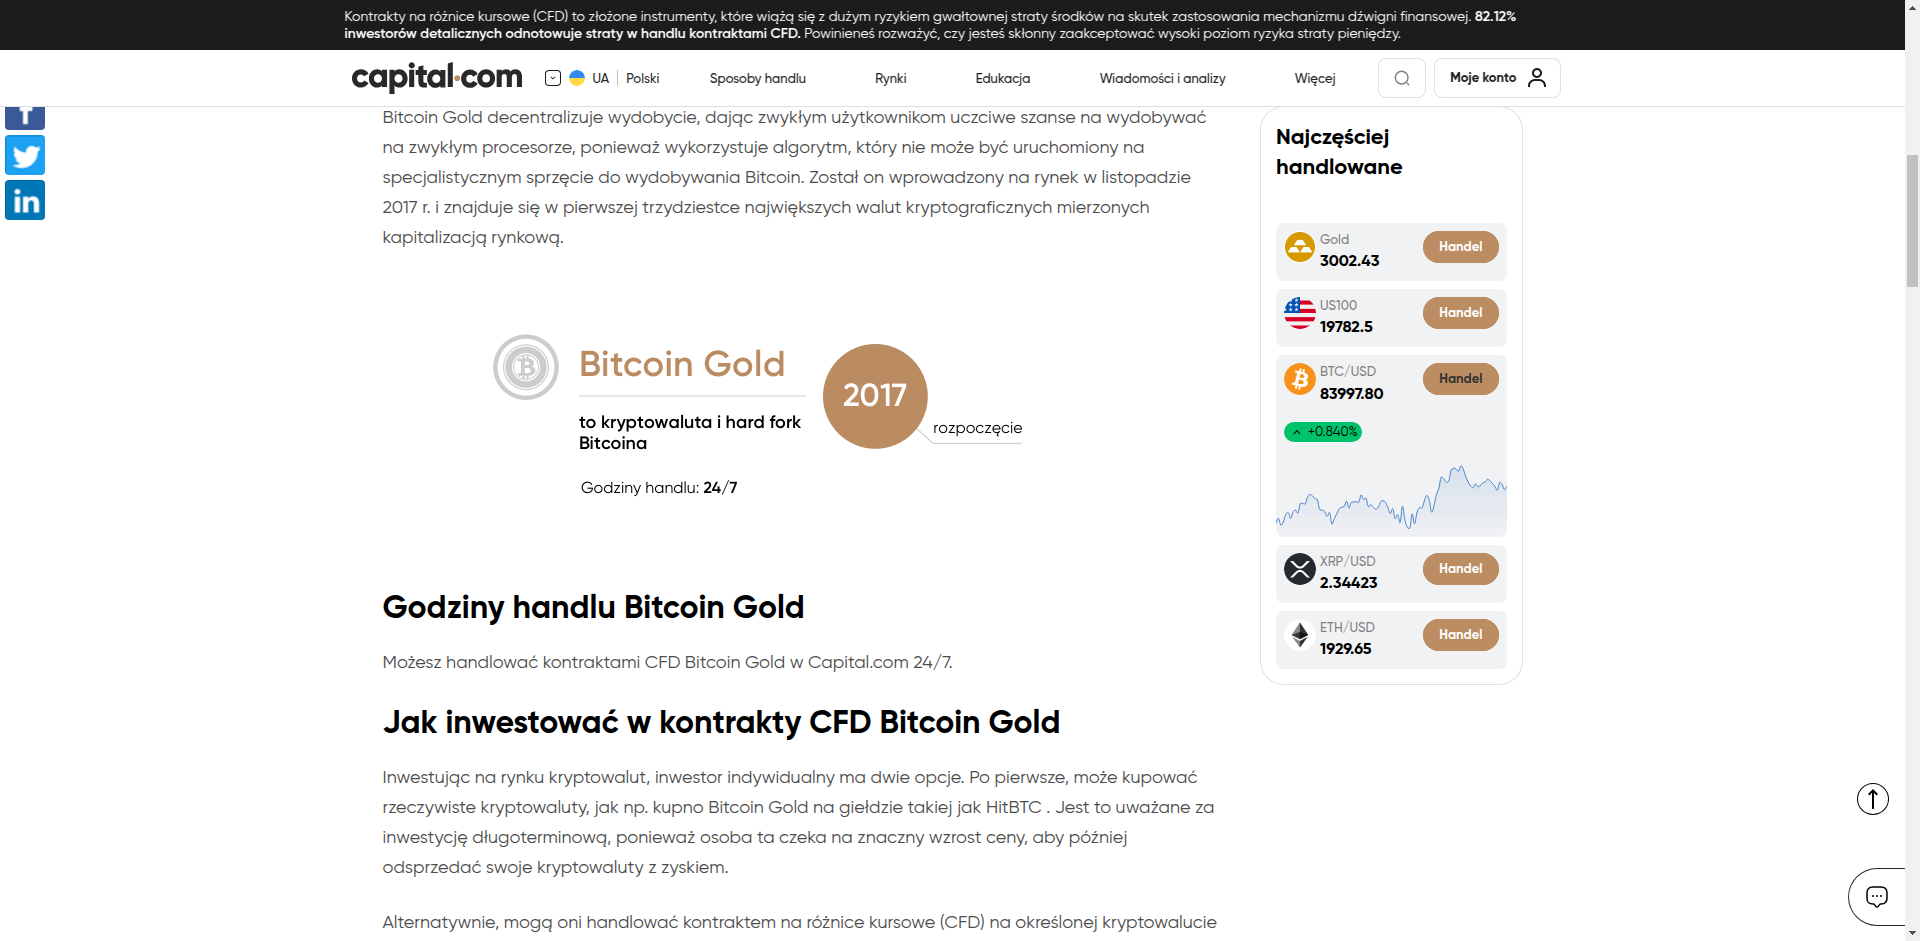 Kontrakty na różnice kursowe (CFD) to złożone instrumenty, które wiążą się z dużym ryzykiem gwałtownej straty środków na skutek zastosowania mechanizmu dźwigni finansowej. 82.12%
inwestorów detalicznych odnotowuje straty w handlu kontraktami CFD. Powinieneś rozważyć, czy jesteś skłonny zaakceptować wysoki poziom ryzyka straty pieniędzy.
capital.com
UA
Polski
Sposoby handlu
Rynki
Edukacja
Wiadomości i analizy
Więcej
Moje konto
Bitcoin Gold decentralizuje wydobycie, dając zwykłym użytkownikom uczciwe szanse na wydobywać
na zwykłym procesorze, ponieważ wykorzystuje algorytm, który nie może być uruchomiony na
specjalistycznym sprzęcie do wydobywania Bitcoin. Został on wprowadzony na rynek w listopadzie
2017 r. i znajduje się w pierwszej trzydziestce największych walut kryptograficznych mierzonych
kapitalizacją rynkową.
Bitcoin Gold
to kryptowaluta i hard fork
Bitcoina
Godziny handlu: 24/7
2017
rozpoczęcie
Godziny handlu Bitcoin Gold
Możesz handlować kontraktami CFD Bitcoin Gold w Capital.com 24/7.
Jak inwestować w kontrakty CFD Bitcoin Gold
Inwestując na rynku kryptowalut, inwestor indywidualny ma dwie opcje. Po pierwsze, może kupować
rzeczywiste kryptowaluty, jak np. kupno Bitcoin Gold na giełdzie takiej jak HitBTC . Jest to uważane za
inwestycję długoterminową, ponieważ osoba ta czeka na znaczny wzrost ceny, aby później
odsprzedać swoje kryptowaluty z zyskiem.
Alternatywnie, mogą oni handlować kontraktem na różnice kursowe (CFD) na określonej kryptowalucie
Najczęściej
handlowane
Gold
3002.43
Handel
US100
19782.5
Handel
BTC/USD
83997.80
Handel
+0.840%
XRP/USD
2.34423
Handel
ETH/USD
1929.65
Handel